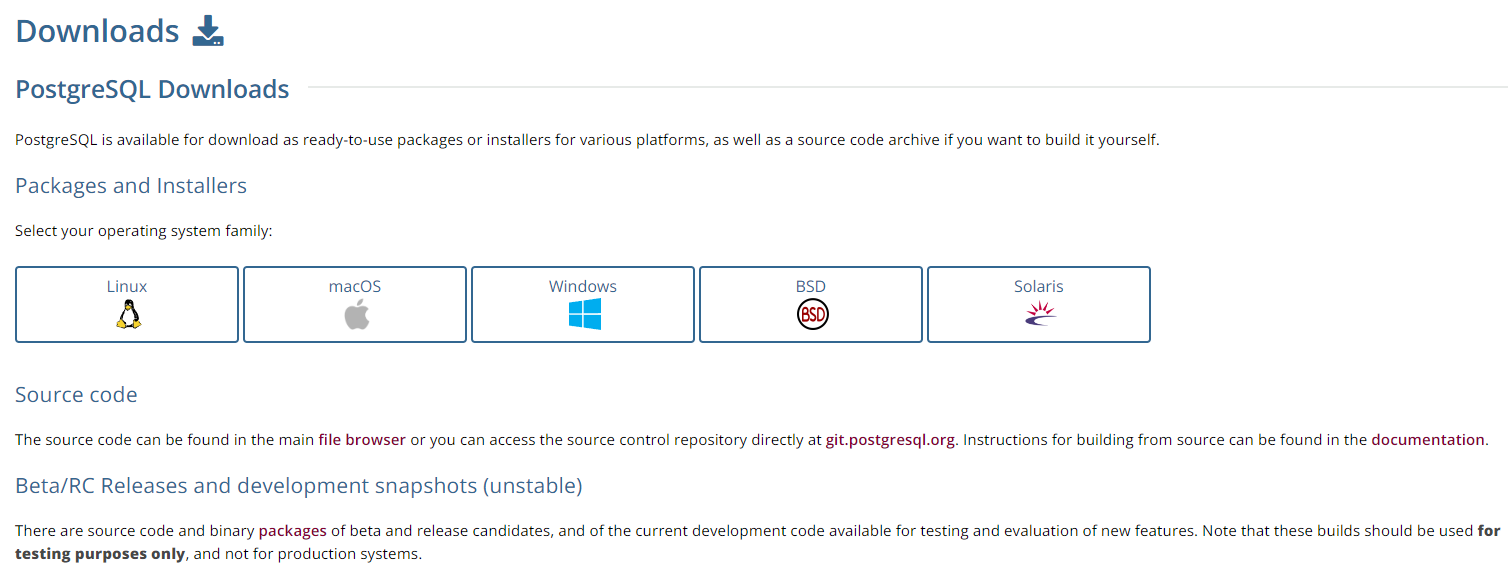 Downloads
PostgreSQL Downloads
PostgreSQL is available for download as ready-to-use packages or installers for various platforms, as well as a source code archive if you want to build it yourself.
Packages and Installers
Select your operating system family:
Linux
macOS
Windows
BSD
Solaris
BSD
Source code
The source code can be found in the main file browser or you can access the source control repository directly at git.postgresql.org. Instructions for building from source can be found in the documentation.
Beta/RC Releases and development snapshots (unstable)
There are source code and binary packages of beta and release candidates, and of the current development code available for testing and evaluation of new features. Note that these builds should be used for
testing purposes only, and not for production systems.